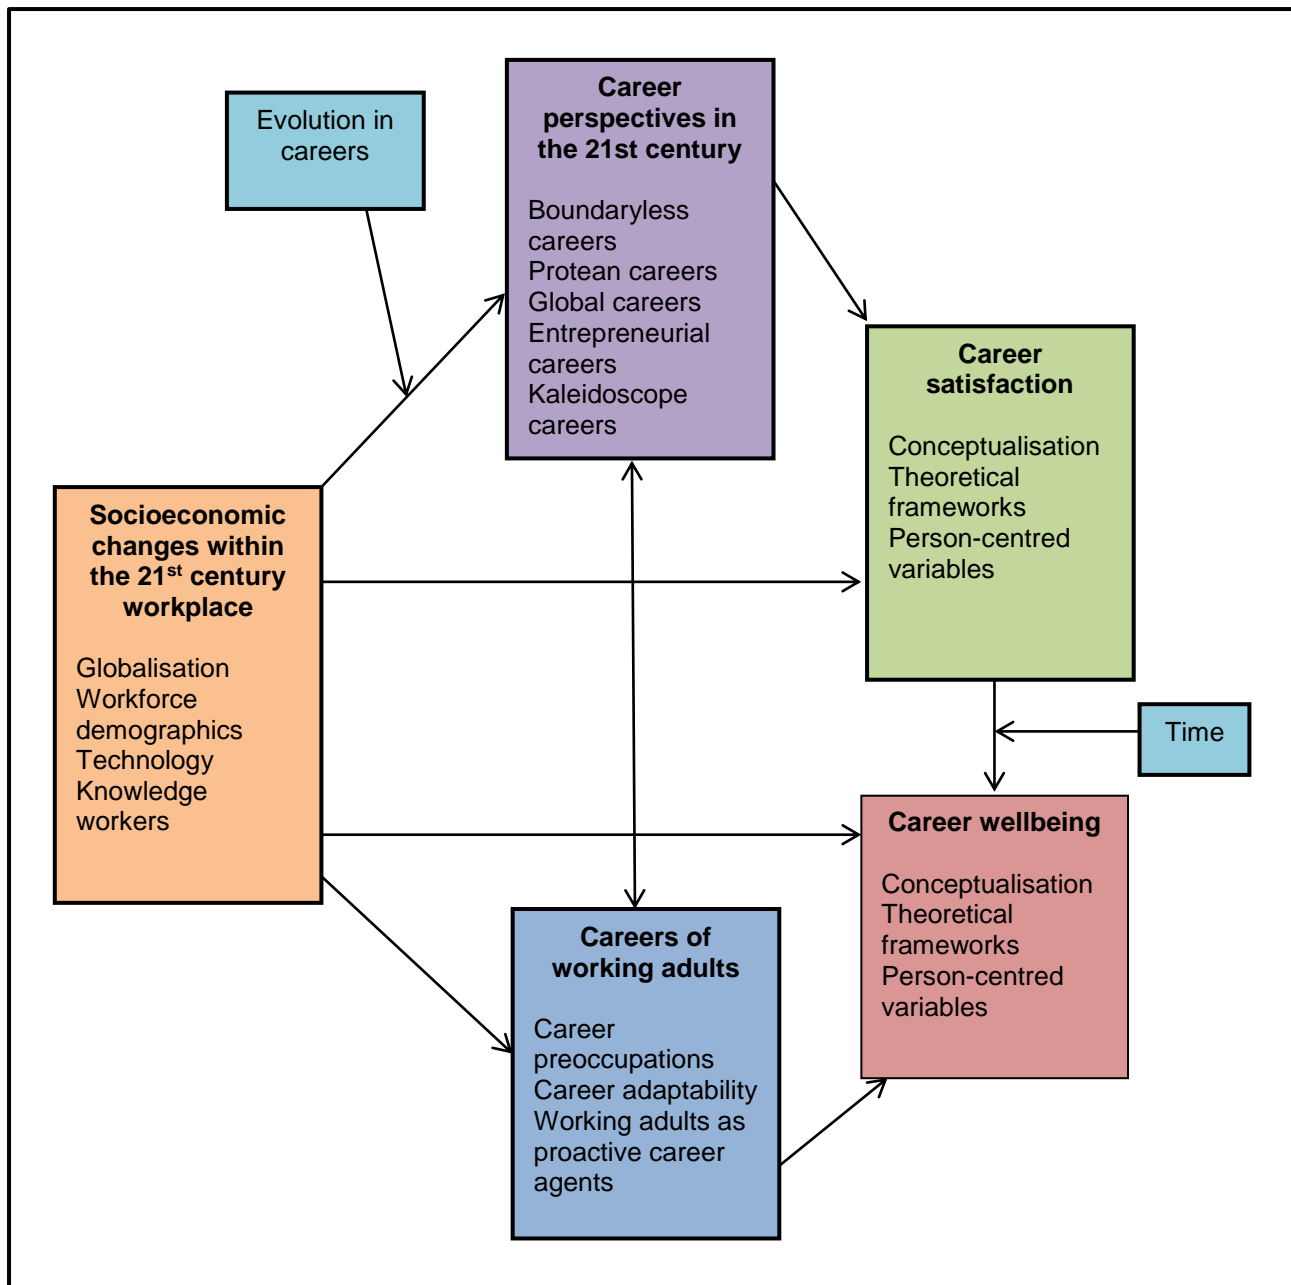 Evolution in
careers
Career
perspectives in
the 21st century
Boundaryless
careers
Protean careers
Global careers
Entrepreneurial
careers
Kaleidoscope
careers
Career
satisfaction
Conceptualisation
Theoretical
frameworks
Person-centred
variables
Socioeconomic
changes within
the 21st century
workplace
Globalisation
Workforce
demographics
Technology
Knowledge
workers
Time
Career wellbeing
Conceptualisation
Theoretical
frameworks
Person-centred
variables
Careers of
working adults
Career
preoccupations
Career adaptability
Working adults as
proactive career
agents